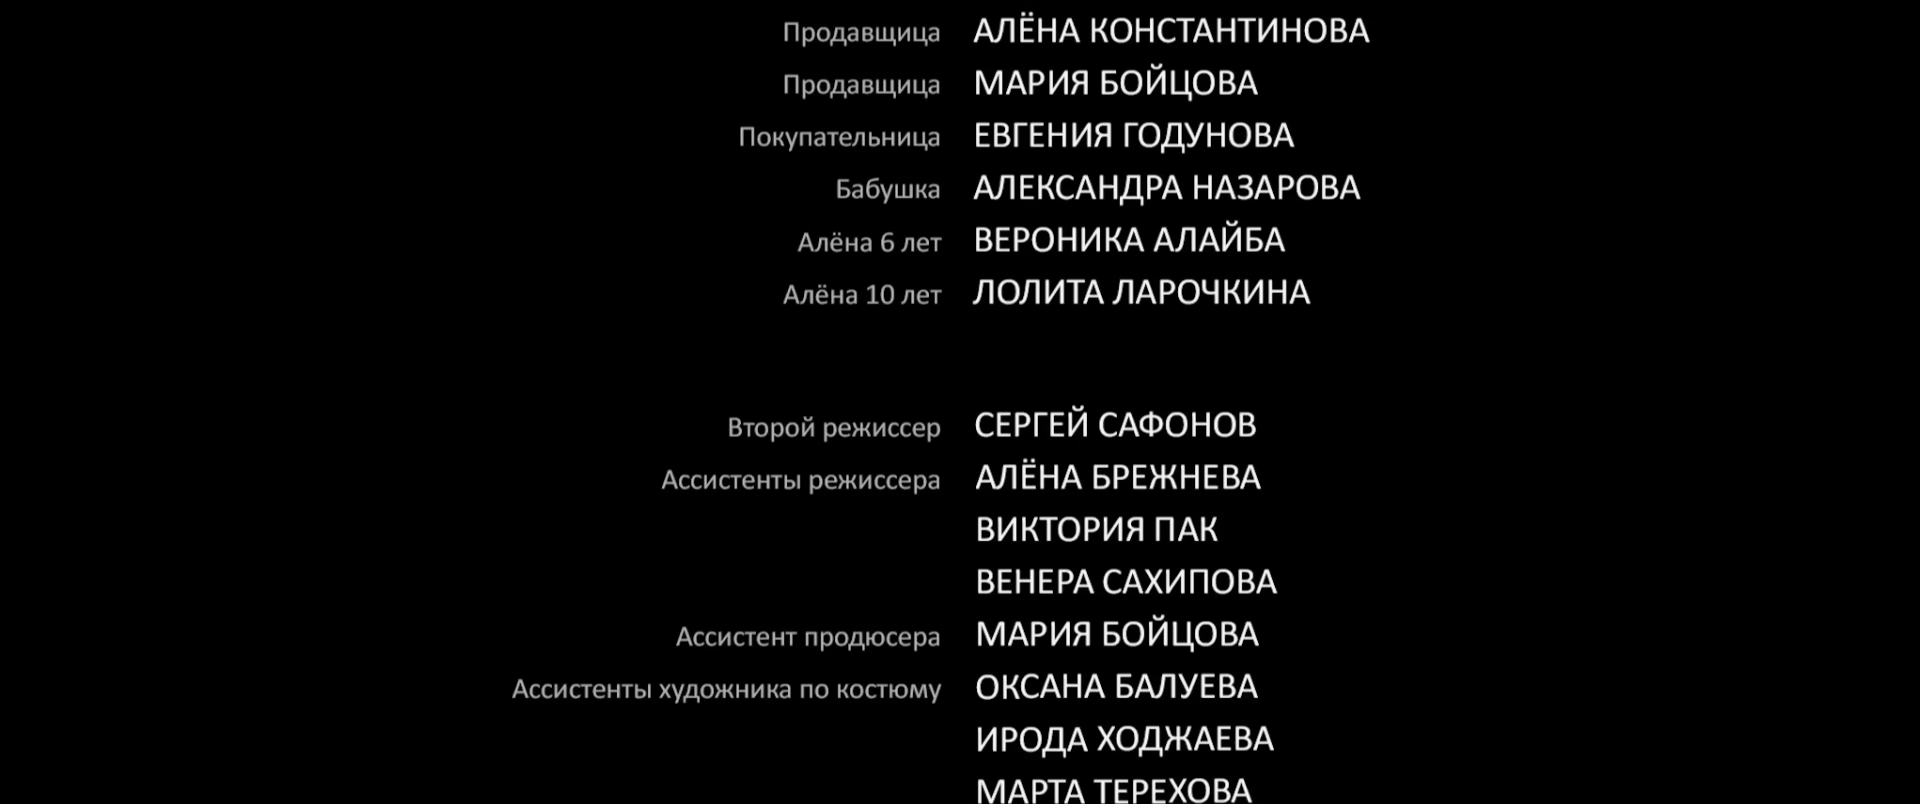 Продавщица АЛЁНА КОНСТАНТИНОВА
Продавщица МАРИЯ БОЙЦОВА
Покупательница ЕВГЕНИЯ ГОДУНОВА
Бабушка АЛЕКСАНДРА НАЗАРОВА
Алёна 6 лет ВЕРОНИКА АЛАЙБА
Алёна 10 лет ЛОЛИТА ЛАРОЧКИНА
Второй режиссер СЕРГЕЙ САФОНОВ
Ассистенты режиссера АЛЁНА БРЕЖНЕВА
ВИКТОРИЯ ПАК
ВЕНЕРА САХИПОВА
Ассистент продюсера МАРИЯ БОЙЦОВА
Ассистенты художника по костюму ОКСАНА БАЛУЕВА
ИРОДА ХОДЖАЕВА
МАРТА ТЕРЕХОВА